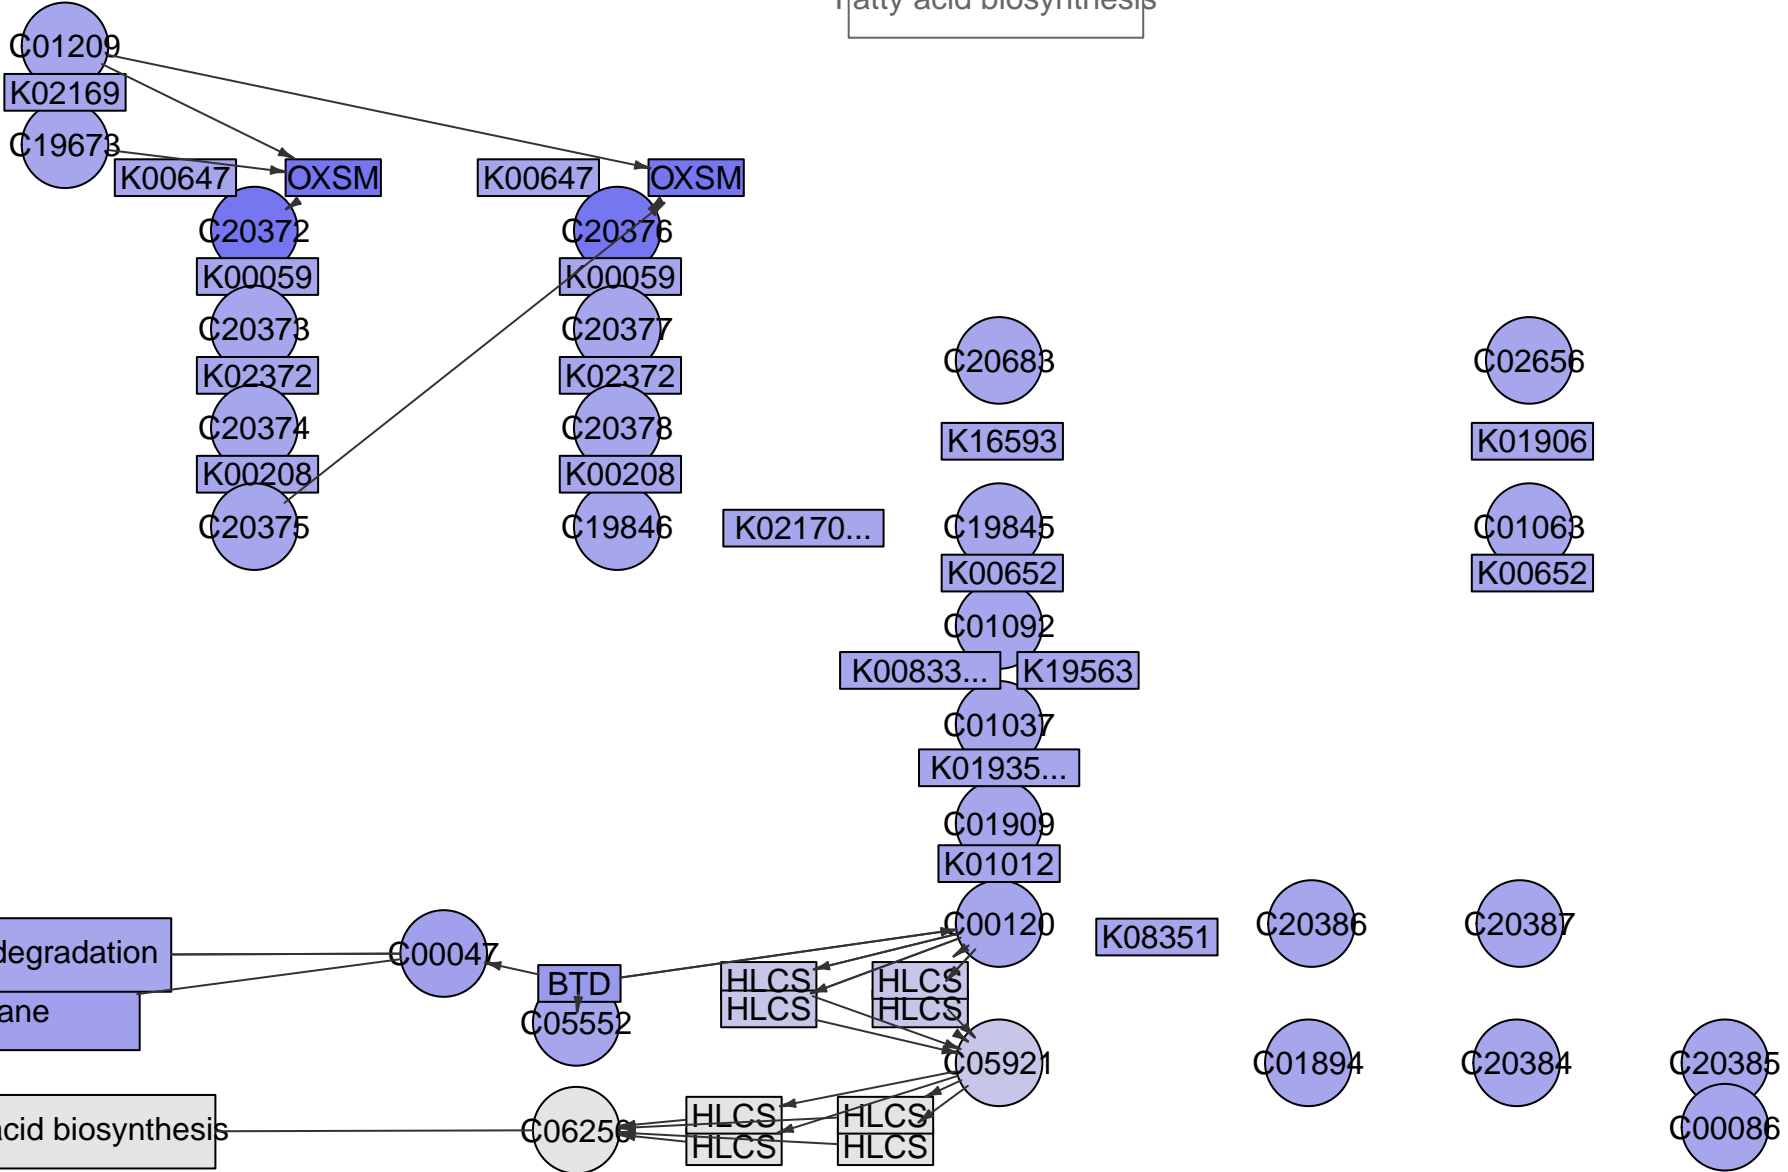 Fatty acid biosynthesis
C01209
K02169
C19673
K00647
OXSM
K00647
OXSM
C20372
C20376
K00059
K00059
C20373
C20377
C20683
C02656
K02372
K02372
C20374
C20378
K16593
K01906
K00208
K00208
C20375
C19846
K02170...
C19845
C01063
K00652
K00652
C01092
K00833...
K19563
C01037
K01935...
C01909
K01012
C00120
K08351
C20386
C20387
degradation
C00047
BTD
HLCS
HLCS
ane
C05552
HLCS
HLCS
C05921
C01894
C20384
C20385
acid biosynthesis
C06250
HLCS
HLCS
C00086
HLCS
HLCS